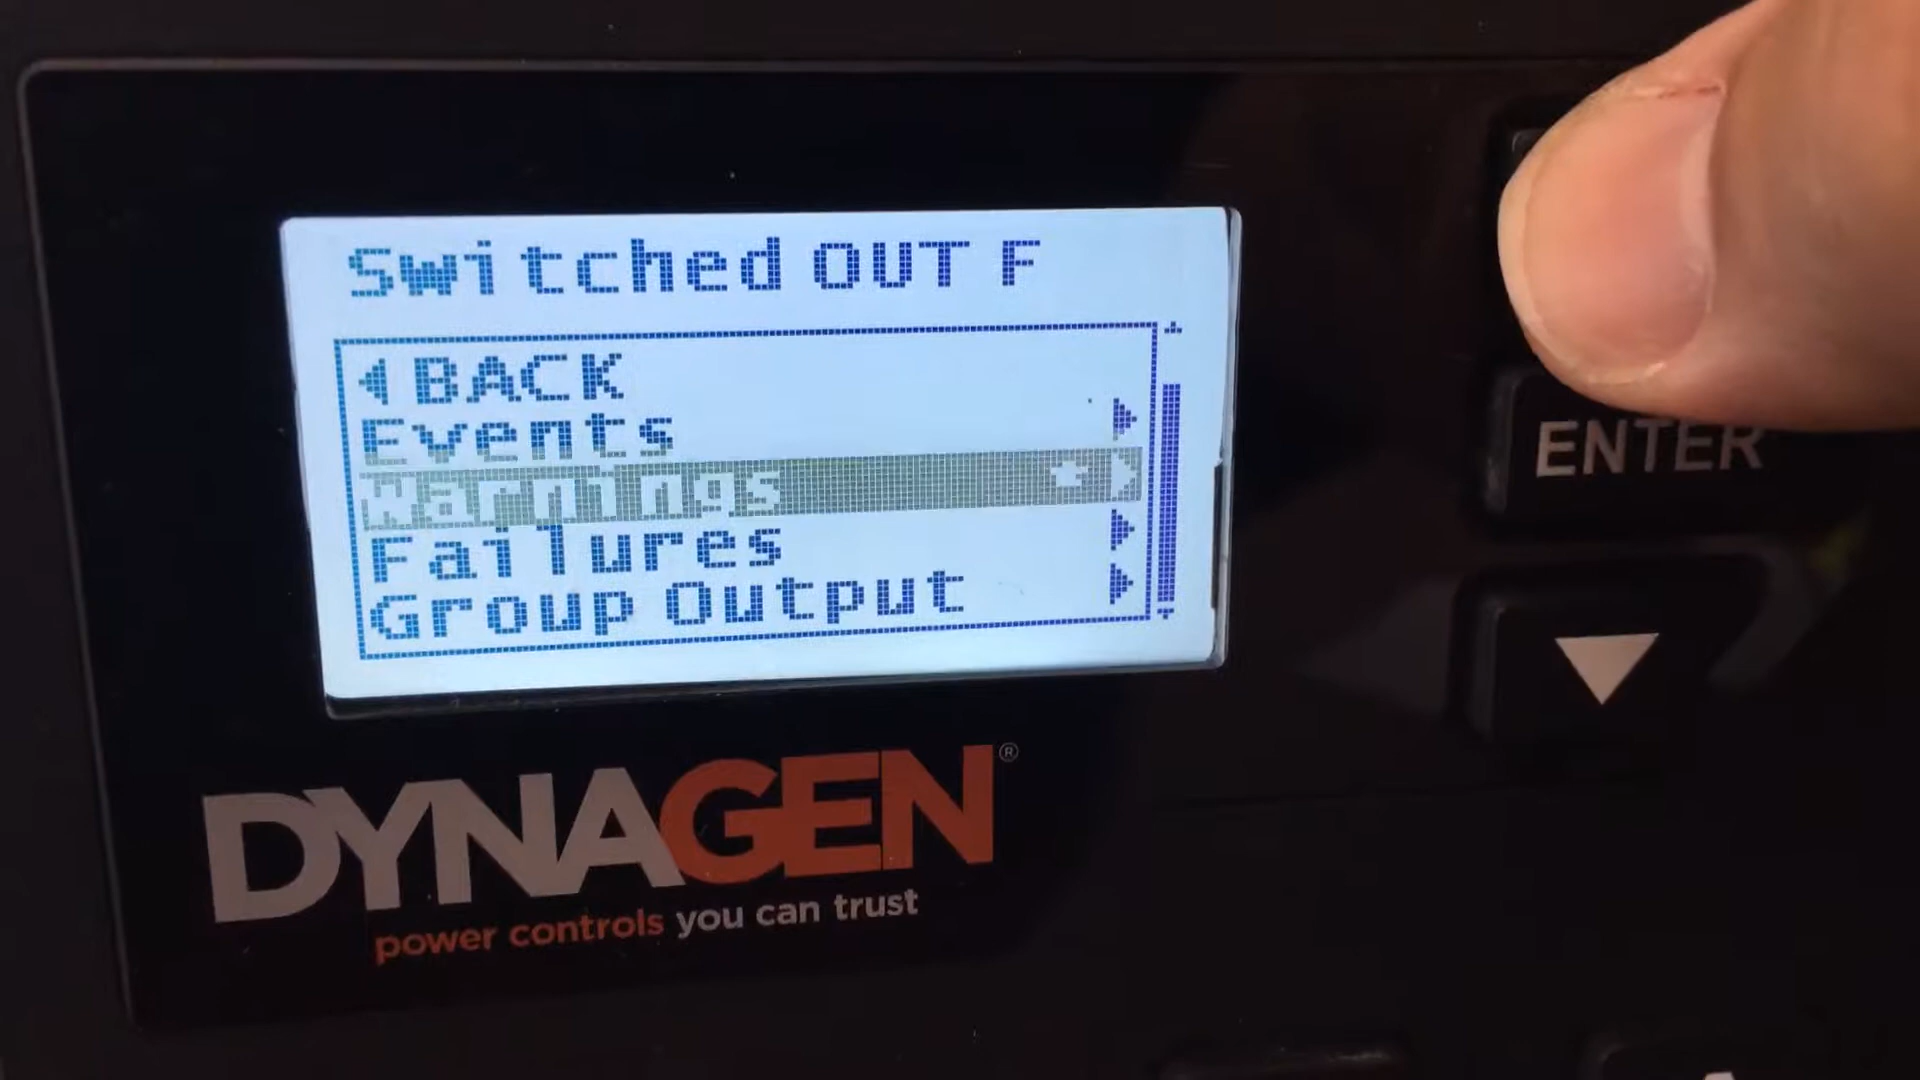 Switched OUT F
BACK
Events
Warnings
Failures
Group Output
ENTER
DYNAGEN®
power controls you can trust